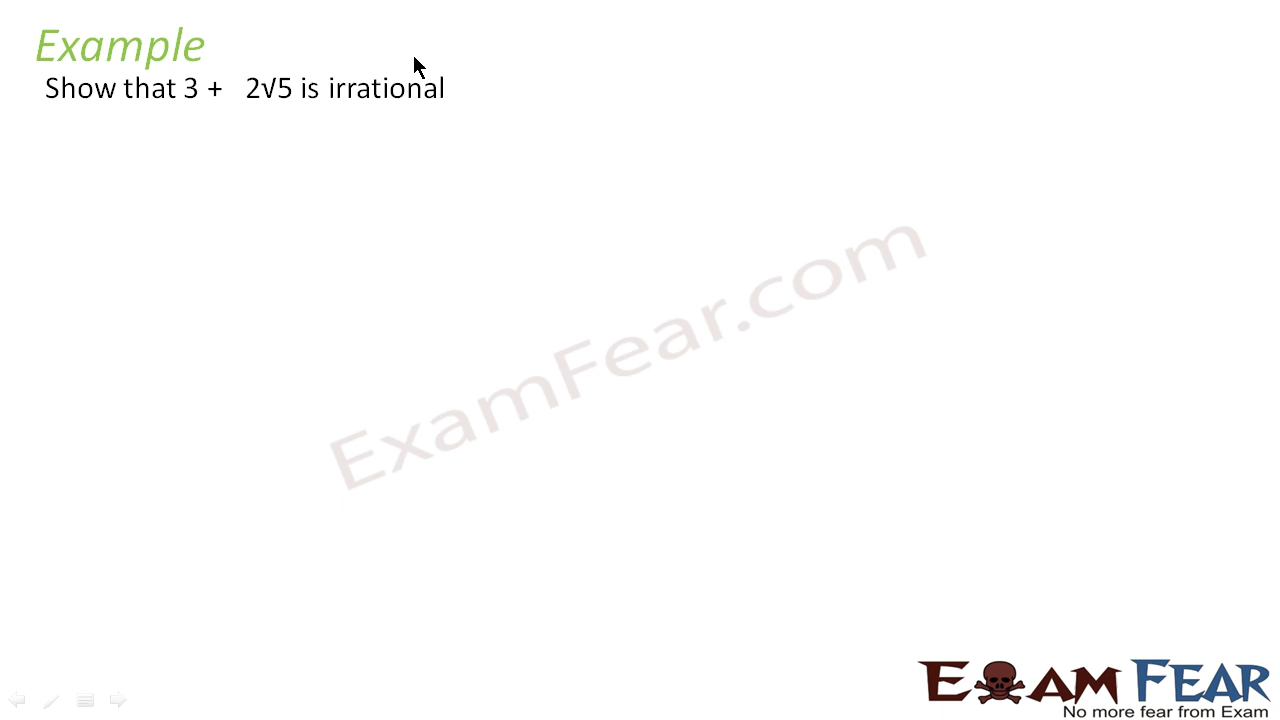 Example
Show that 3 +   2√5 is irrational
ExamFear.com
EXAM FEAR
No more fear from Exam